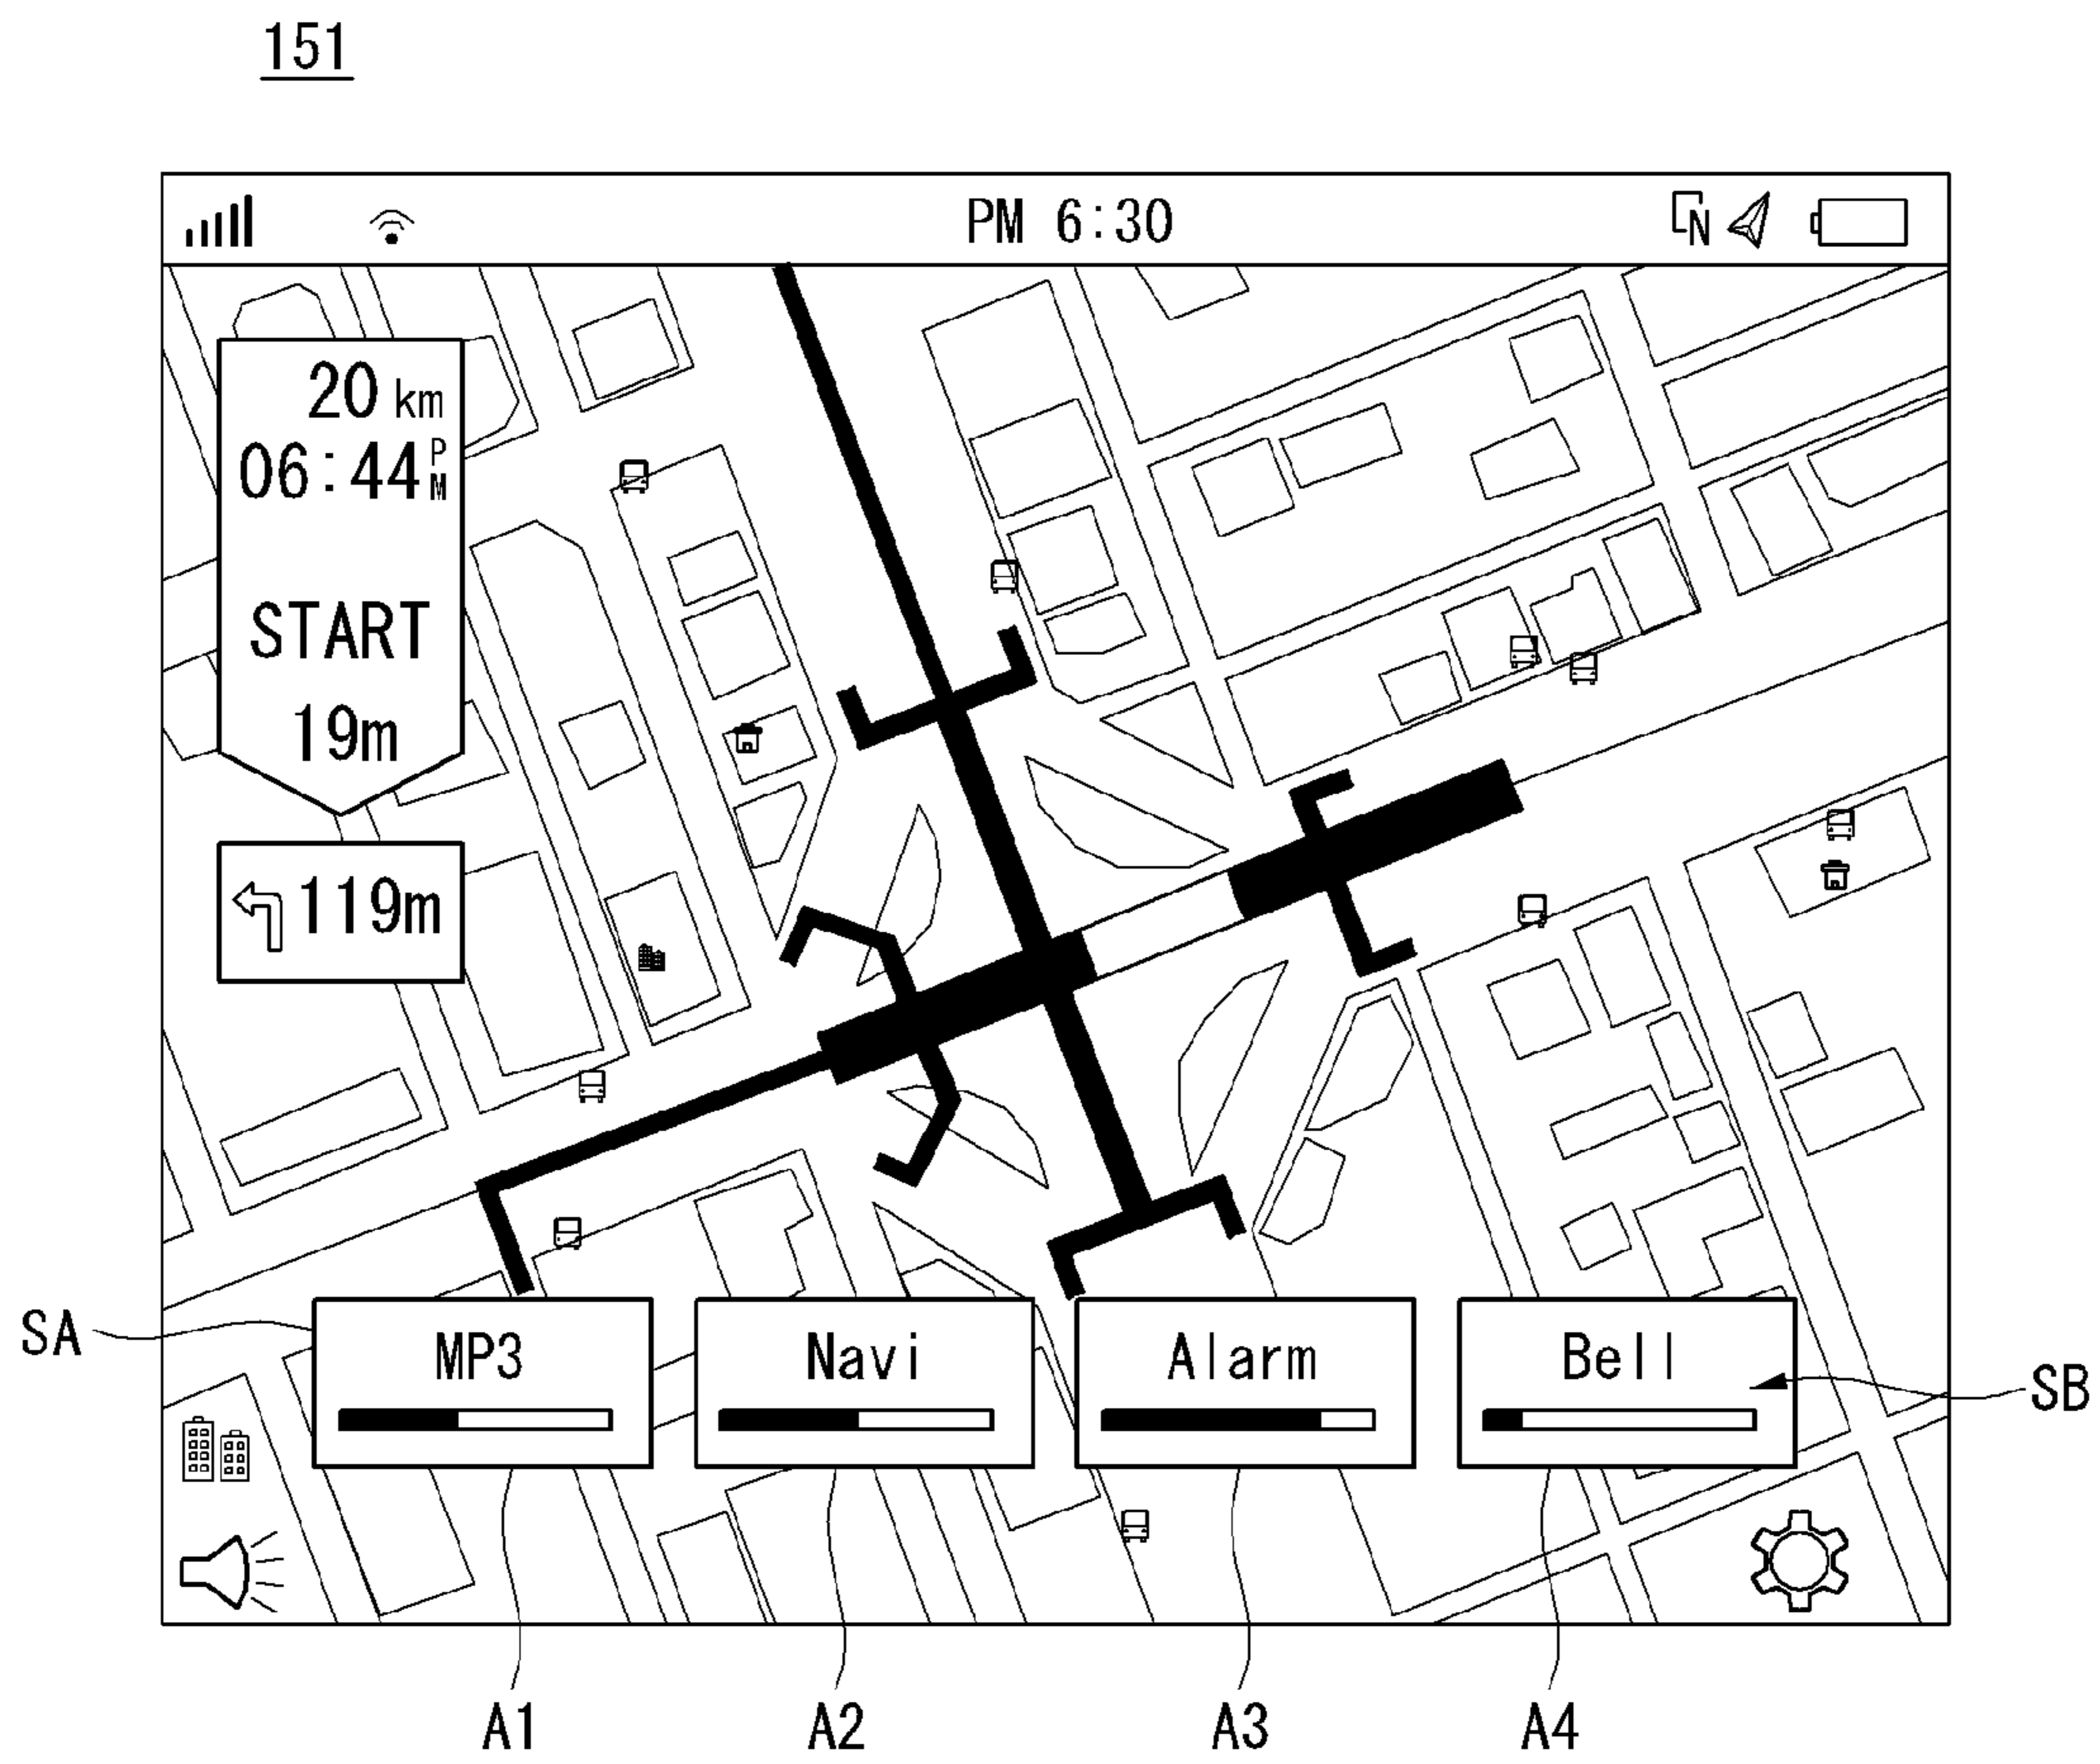 151
PM 6:30
N
20 km
06:44 PM
START
19m
119m
SA
MP3
Navi
Alarm
Bell
SB
A1
A2
A3
A4